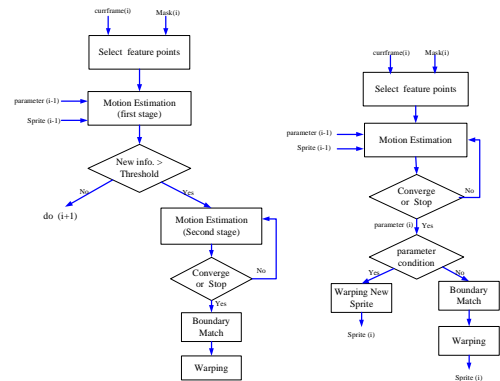 currframe(i)
Mask(i)
Select feature points
parameter (i-1)
Sprite (i-1)
Motion Estimation
(first stage)
New info. >
Threshold
No
Yes
do (i+1)
Motion Estimation
(Second stage)
Converge
or Stop
No
Yes
Boundary
Match
Warping
currframe(i)
Mask(i)
Select feature points
parameter (i-1)
Sprite (i-1)
Motion Estimation
Converge
or Stop
No
parameter (i)
Yes
parameter
condition
Yes
No
Warping New
Sprite
Sprite (i)
Boundary
Match
Warping
Sprite (i)